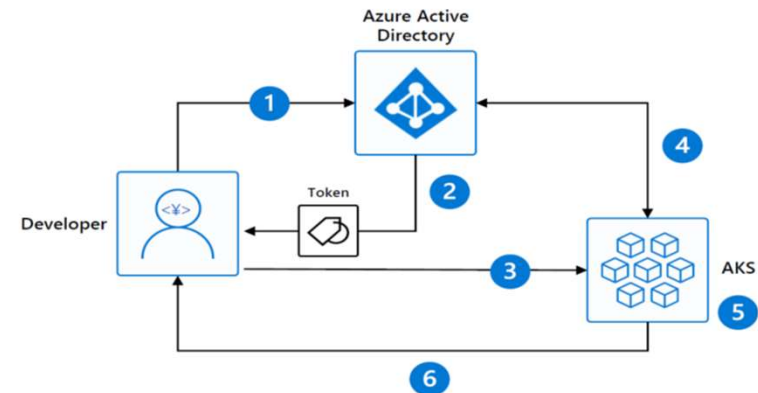 Azure Active
Directory
1
4
2
Token
<¥>
Developer
3
AKS
5
6